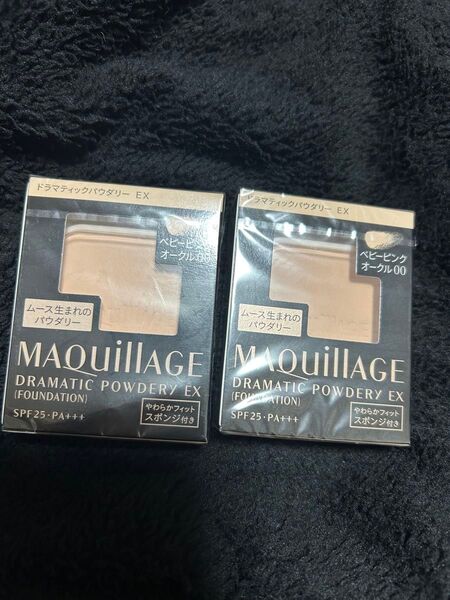 ドラマティックパウダリー EX
ベビーピンク
オークル00
ムース生まれの
パウダリー
MAQuillAGE
DRAMATIC POWDERY EX
(FOUNDATION)
SPF25・PA+++
やわらかフィット
スポンジ付き
ドラマティックパウダリー EX
ベビーピンク
オークル00
ムース生まれの
パウダリー
MAQuillAGE
DRAMATIC POWDERY EX
(FOUNDATION)
SPF25・PA+++
やわらかフィット
スポンジ付き